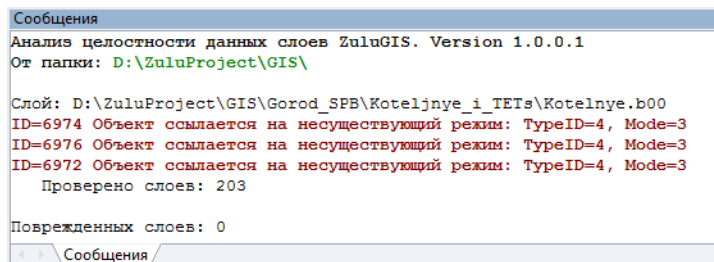 Сообщения
Анализ целостности данных слоев ZuluGIS. Version 1.0.0.1
От папки: D:\ZuluProject\GIS\
Слой: D:\ZuluProject\GIS\Gorod_SPB\Koteljnye_i_TETs\Kotelnye.b00
ID=6974 Объект ссылается на несуществующий режим: TypeID=4, Mode=3
ID=6976 Объект ссылается на несуществующий режим: TypeID=4, Mode=3
ID=6972 Объект ссылается на несуществующий режим: TypeID=4, Mode=3
Проверено слоев: 203
Поврежденных слоев: 0
Сообщения